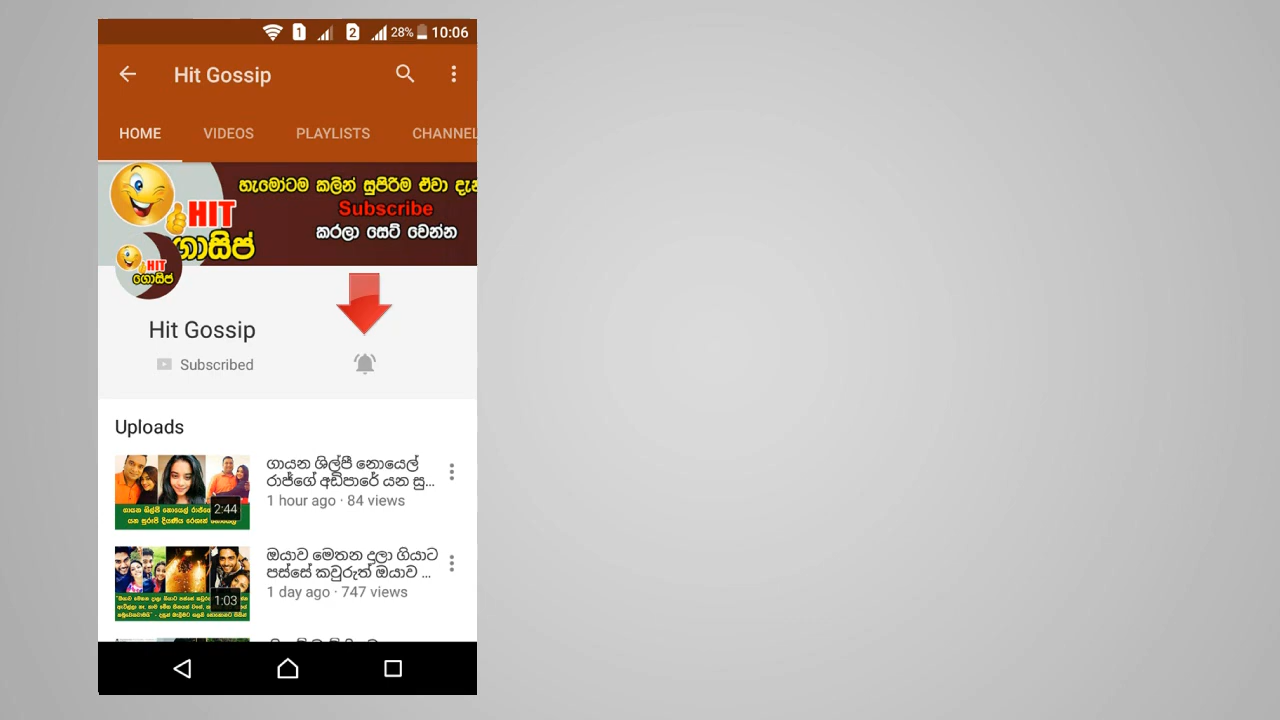 1 2 28% 10:06
Hit Gossip
HOME VIDEOS PLAYLISTS CHANNEL
හැමෝටම කලින් සුපිරිම ඒවා
Subscribe
කරලා සෙට් වෙන්න
HIT
ගොසිප්
HIT
ගොසිප්
Hit Gossip
Subscribed
Uploads
ගායන ශිල්පී නොයෙල්
රාජ්ගේ අඩිපාරේ යන සු...
1 hour ago · 84 views
2:44
ඔයාව මෙතන දාලා ගියාට
පස්සේ කවුරුත් ඔයාව ...
1 day ago · 747 views
1:03